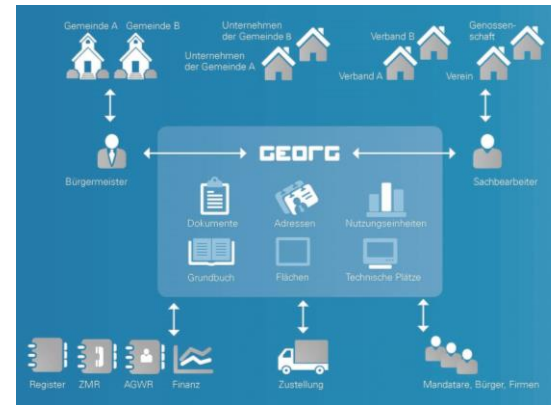 Gemeinde A
Gemeinde B
Unternehmen
der Gemeinde B
Unternehmen
der Gemeinde A
Verband B
Verband A
Genossen-
schaft
Verein
Bürgermeister
GEORG
Sachbearbeiter
Dokumente
Adressen
Nutzungseinheiten
Grundbuch
Flächen
Technische Plätze
Register
ZMR
AGWR
Finanz
Zustellung
Mandatare, Bürger, Firmen